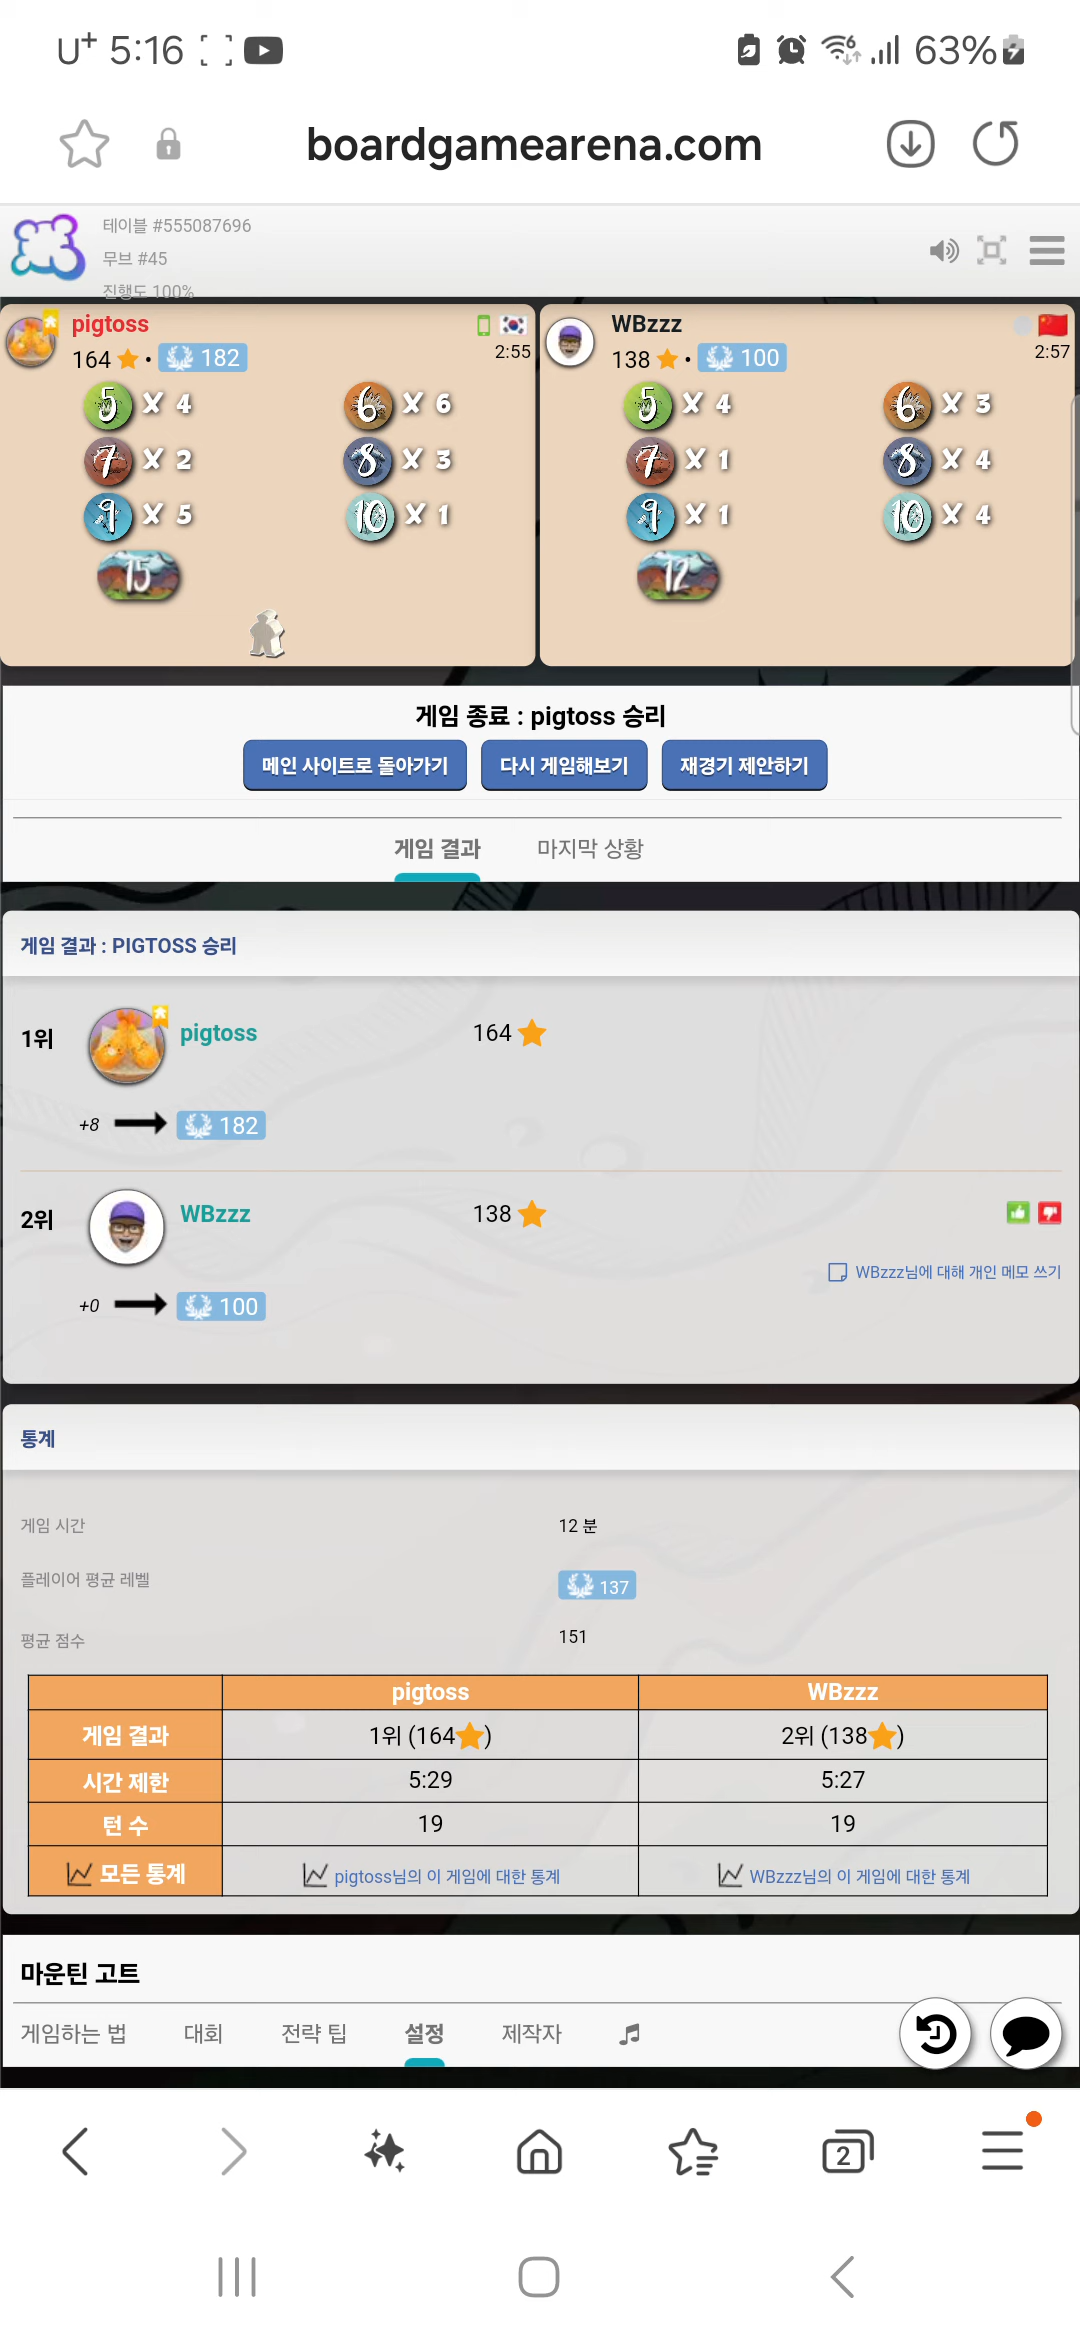 U+ 5:16
63%
boardgamearena.com
테이블 #555087696
무브 #45
진행도 100%
pigtoss
2:55
164 • 182
5 X 4
6 X 6
7 X 2
8 X 3
9 X 5
10 X 1
15
WBzzz
2:57
138 • 100
5 X 4
6 X 3
7 X 1
8 X 4
9 X 1
10 X 4
12
게임 종료 : pigtoss 승리
메인 사이트로 돌아가기 다시 게임해보기 재경기 제안하기
게임 결과 마지막 상황
게임 결과 : PIGTOSS 승리
1위 pigtoss 164
+8 182
2위 WBzzz 138
WBzzz님에 대해 개인 메모 쓰기
+0 100
통계
게임 시간 12 분
플레이어 평균 레벨 137
평균 점수 151
pigtoss WBzzz
게임 결과 1위 (164) 2위 (138)
시간 제한 5:29 5:27
턴 수 19 19
모든 통계 pigtoss님의 이 게임에 대한 통계 WBzzz님의 이 게임에 대한 통계
마운틴 고트
게임하는 법 대회 전략 팁 설정 제작자
2